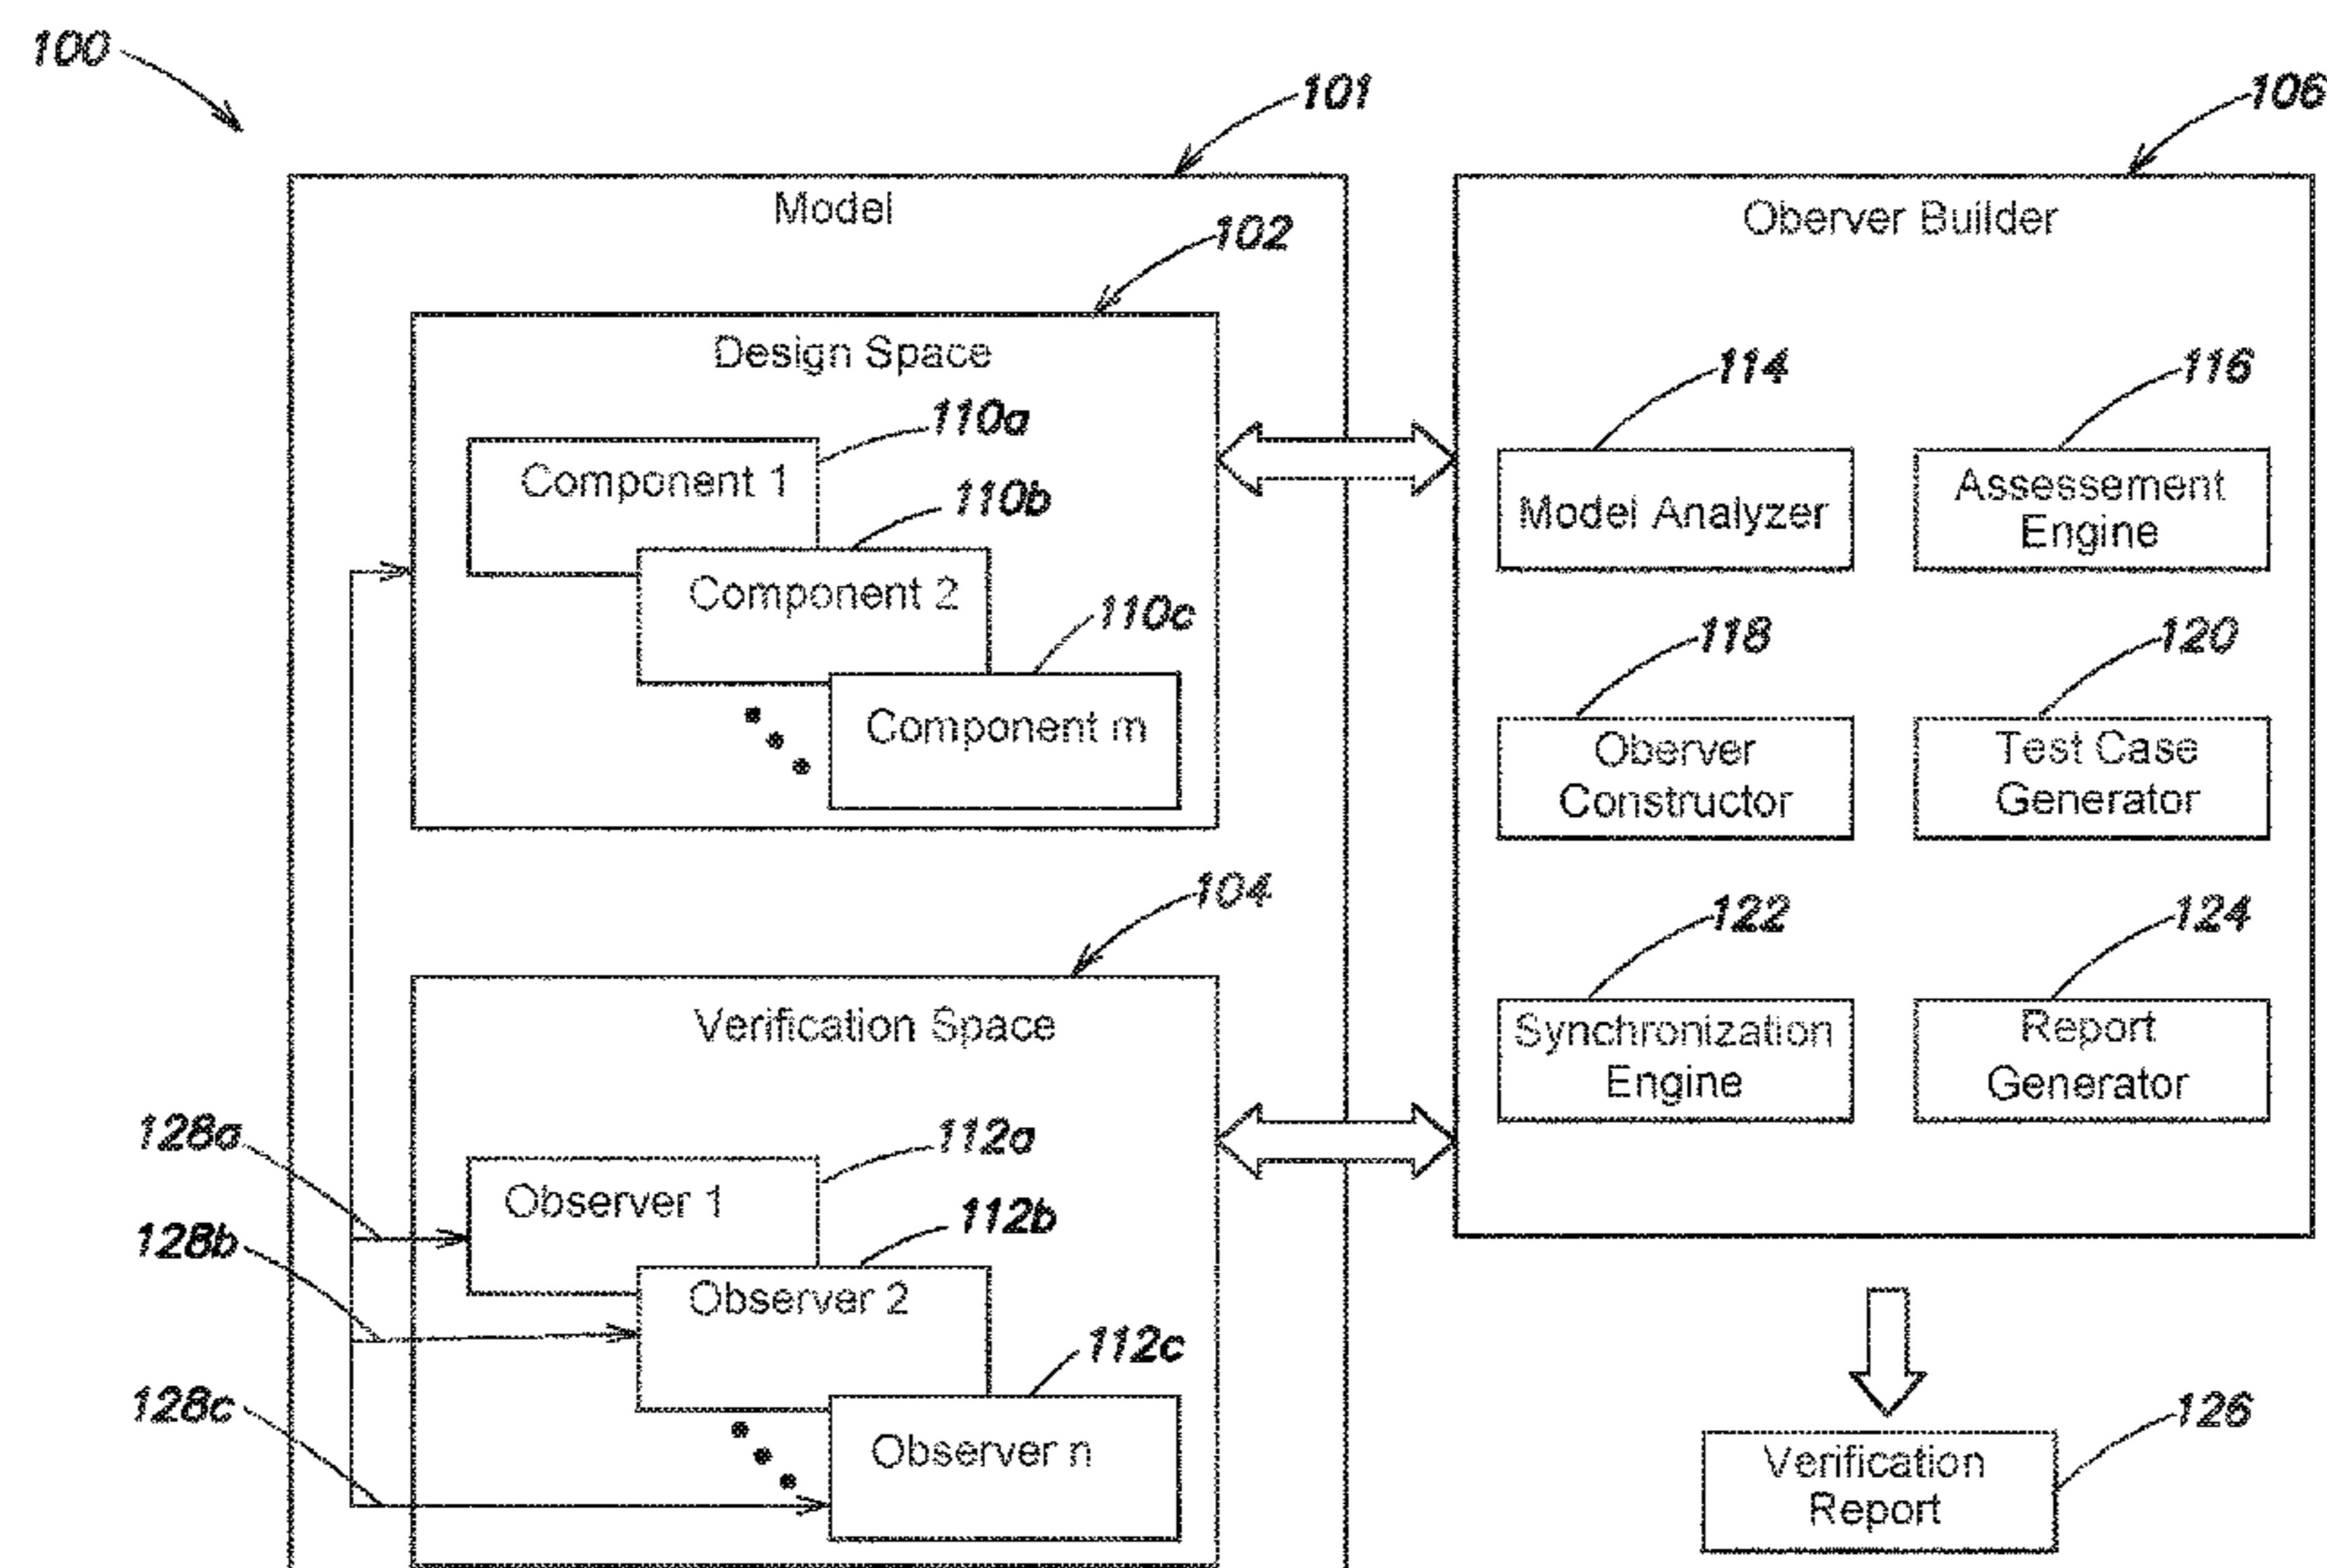 100
101
106
Model
Oberver Builder
102
Design Space
114
116
110a
Component 1
Model Analyzer
Assessement
Engine
110b
Component 2
110c
Component m
118
120
Oberver
Constructor
Test Case
Generator
104
122
124
Verification Space
Synchronization
Engine
Report
Generator
128a
112a
Observer 1
128b
112b
Observer 2
128c
112c
Observer n
126
Verification
Report